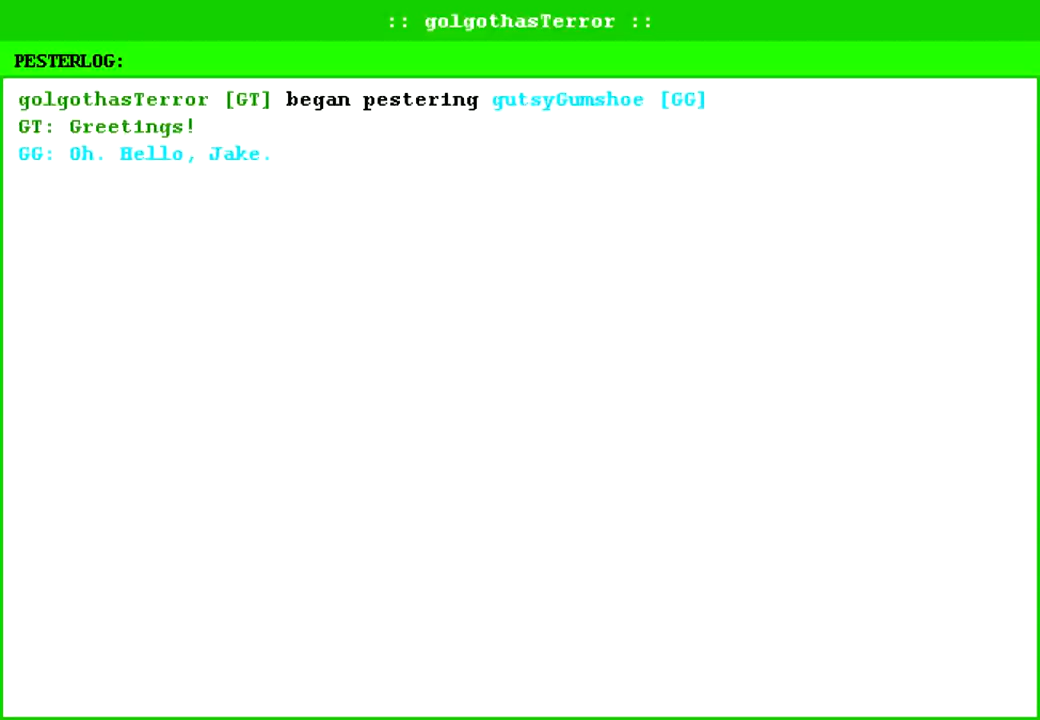 :: golgothasTerror ::
PESTERLOG:
golgothasTerror [GT] began pestering gutsyGumshoe [GG]
GT: Greetings!
GG: Oh. Hello, Jake.